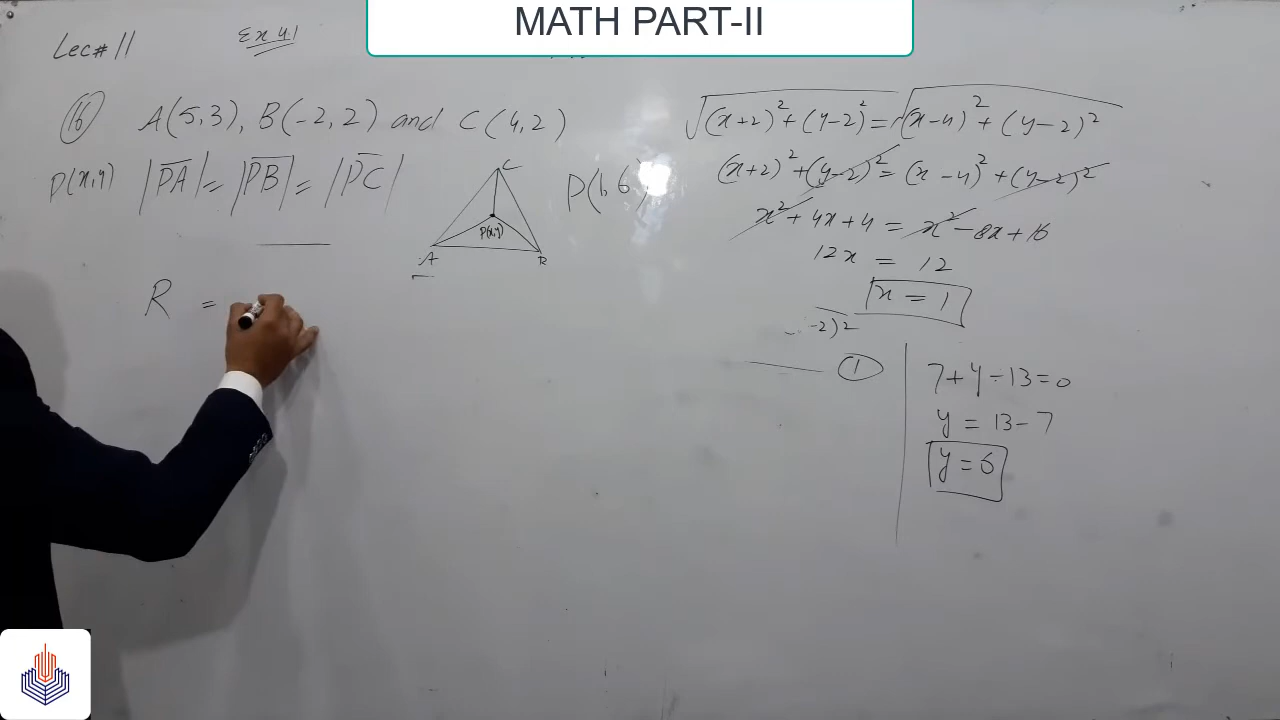 MATH PART-II
Lec# 11
Ex 4.1
(16) A(5,3), B(-2,2) and C(4,2)
P(x,y) |PA| = |PB| = |PC|
C
P(x,y)
A
B
P(1,6)
R =
√(x+2)²+(y-2)² = √(x-4)²+(y-2)²
(x+2)²+(y-2)² = (x-4)²+(y-2)²
x²+4x+4 = x²-8x+16
12x = 12
x = 1
-2)²
(1)
7+y-13=0
y = 13-7
y = 6